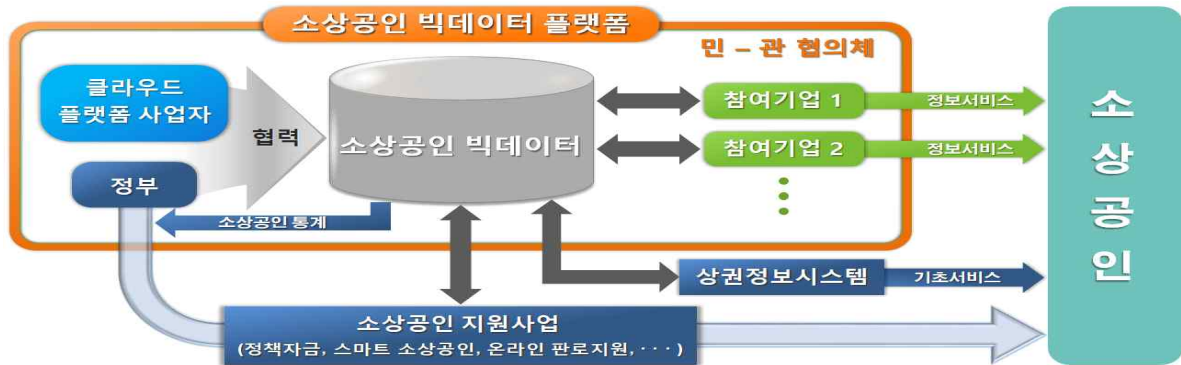 소상공인 빅데이터 플랫폼
민 – 관 협의체
클라우드
플랫폼 사업자
협력
소상공인 빅데이터
참여기업 1
정보서비스
참여기업 2
정보서비스
정부
소상공인 통계
상권정보시스템
기초서비스
소상공인 지원사업
(정책자금, 스마트 소상공인, 온라인 판로지원, · · · )
소
상
공
인